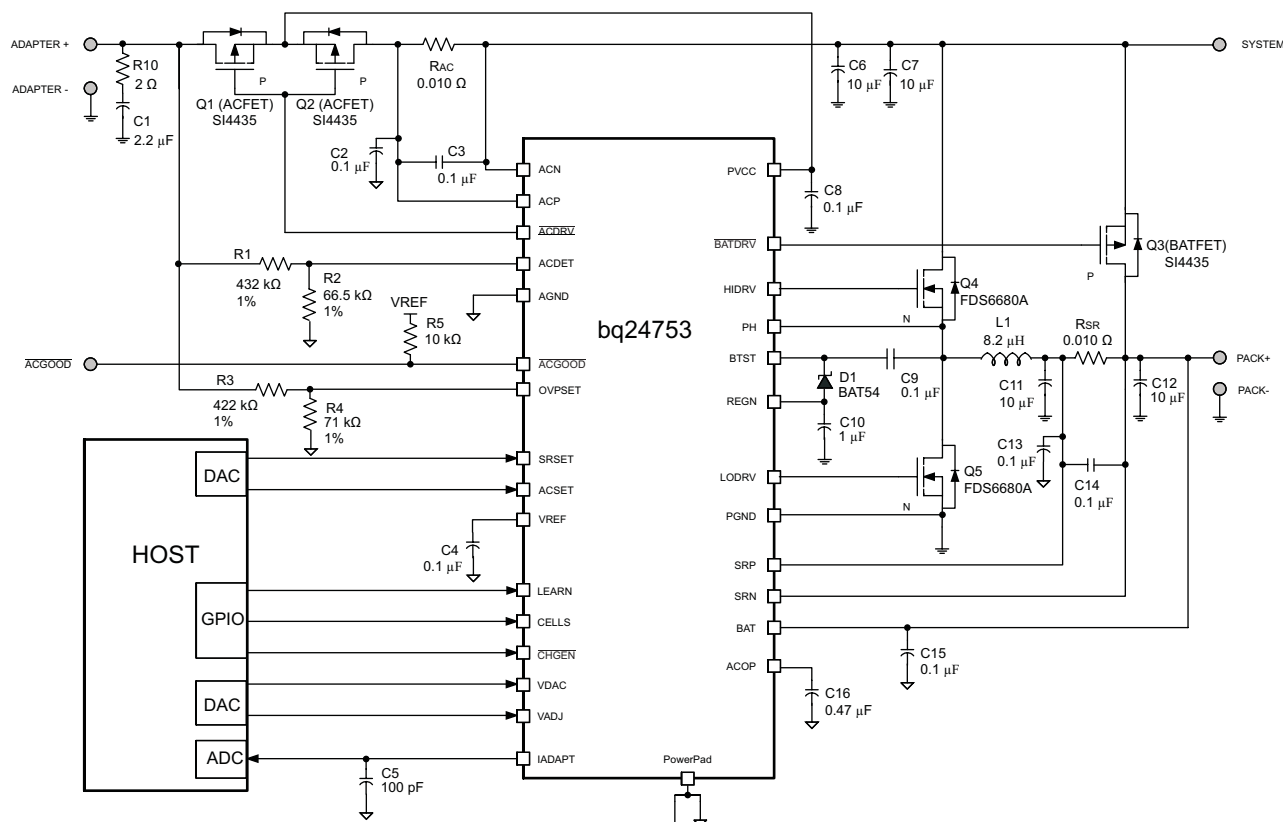 ADAPTER +
ADAPTER -
R10
2 Ω
C1
2.2 µF
P
P
Q1 (ACFET)
SI4435
Q2 (ACFET)
SI4435
RAC
0.010 Ω
C6
10 µF
C7
10 µF
SYSTEM
C2
0.1 µF
C3
0.1 µF
ACN
ACP
ACDRV
ACDET
AGND
ACGOOD
OVPSET
SRSET
ACSET
VREF
LEARN
CELLS
CHGEN
VDAC
VADJ
IADAPT
bq24753
PVCC
BATDRV
HIDRV
PH
BTST
REGN
LODRV
PGND
SRP
SRN
BAT
ACOP
PowerPad
R1
432 kΩ
1%
R2
66.5 kΩ
1%
VREF
R5
10 kΩ
ACGOOD
R3
422 kΩ
1%
R4
71 kΩ
1%
HOST
DAC
GPIO
DAC
ADC
C4
0.1 µF
C5
100 pF
C8
0.1 µF
Q3(BATFET)
SI4435
P
Q4
FDS6680A
N
D1
BAT54
C9
0.1 µF
C10
1 µF
L1
8.2 µH
RSR
0.010 Ω
C11
10 µF
C12
10 µF
PACK+
PACK-
C13
0.1 µF
C14
0.1 µF
Q5
FDS6680A
N
C15
0.1 µF
C16
0.47 µF